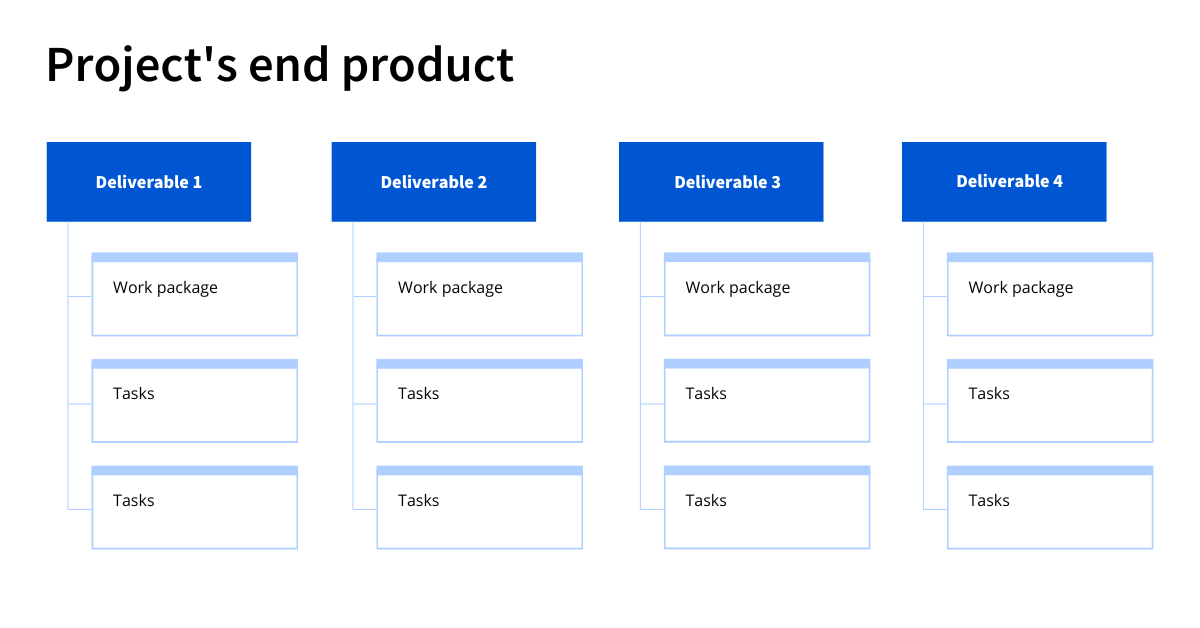 Project's end product
Deliverable 1
Work package
Tasks
Tasks
Deliverable 2
Work package
Tasks
Tasks
Deliverable 3
Work package
Tasks
Tasks
Deliverable 4
Work package
Tasks
Tasks